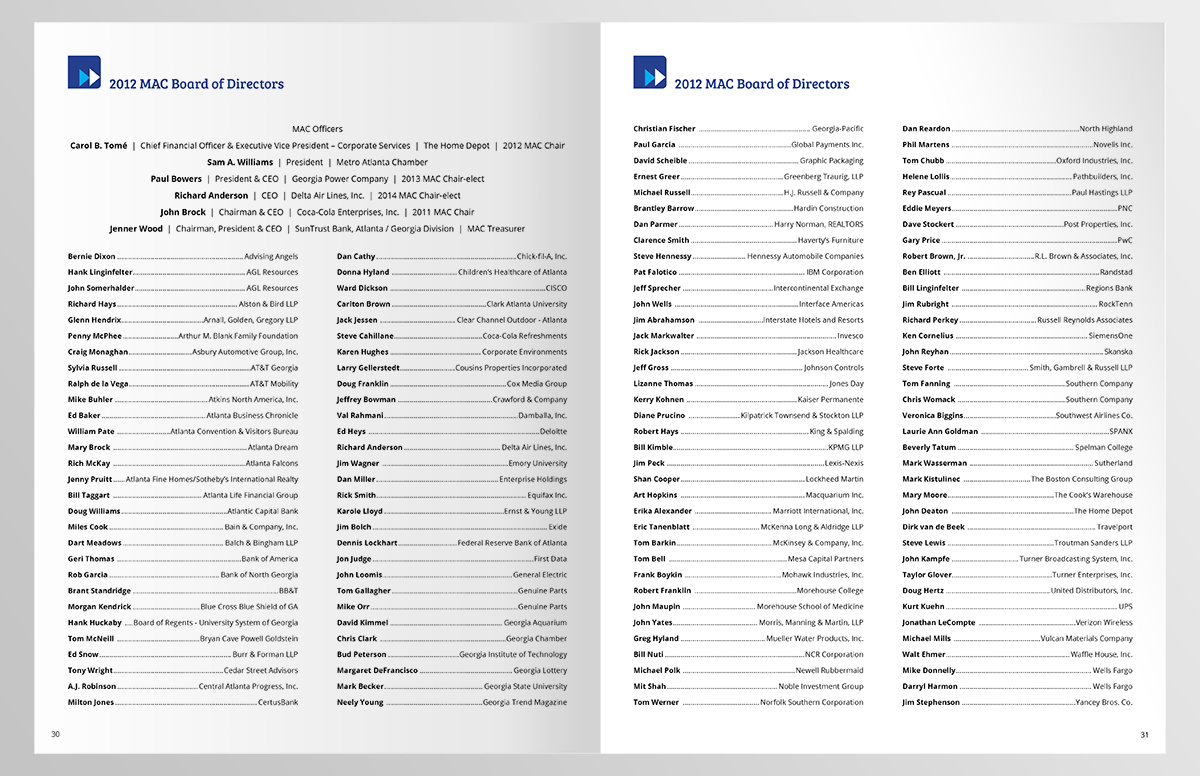 2012 MAC Board of Directors
MAC Officers
Carol B. Tomé | Chief Financial Officer & Executive Vice President – Corporate Services | The Home Depot | 2012 MAC Chair
Sam A. Williams | President | Metro Atlanta Chamber
Paul Bowers | President & CEO | Georgia Power Company | 2013 MAC Chair-elect
Richard Anderson | CEO | Delta Air Lines, Inc. | 2014 MAC Chair-elect
John Brock | Chairman & CEO | Coca-Cola Enterprises, Inc. | 2011 MAC Chair
Jenner Wood | Chairman, President & CEO | SunTrust Bank, Atlanta / Georgia Division | MAC Treasurer
Bernie Dixon Advising Angels
Hank Linginfelter AGL Resources
John Somerhalder AGL Resources
Richard Hays Alston & Bird LLP
Glenn Hendrix Arnall, Golden, Gregory LLP
Penny McPhee Arthur M. Blank Family Foundation
Craig Monaghan Asbury Automotive Group, Inc.
Sylvia Russell AT&T Georgia
Ralph de la Vega AT&T Mobility
Mike Buhler Atkins North America, Inc.
Ed Baker Atlanta Business Chronicle
William Pate Atlanta Convention & Visitors Bureau
Mary Brock Atlanta Dream
Rich McKay Atlanta Falcons
Jenny Pruitt Atlanta Fine Homes/Sotheby's International Realty
Bill Taggart Atlanta Life Financial Group
Doug Williams Atlantic Capital Bank
Miles Cook Bain & Company, Inc.
Dart Meadows Balch & Bingham LLP
Geri Thomas Bank of America
Rob Garcia Bank of North Georgia
Brant Standridge BB&T
Morgan Kendrick Blue Cross Blue Shield of GA
Hank Huckaby Board of Regents - University System of Georgia
Tom McNeill Bryan Cave Powell Goldstein
Ed Snow Burr & Forman LLP
Tony Wright Cedar Street Advisors
A.J. Robinson Central Atlanta Progress, Inc.
Milton Jones CertusBank
Dan Cathy Chick-fil-A, Inc.
Donna Hyland Children's Healthcare of Atlanta
Ward Dickson CISCO
Carlton Brown Clark Atlanta University
Jack Jessen Clear Channel Outdoor - Atlanta
Steve Cahillane Coca-Cola Refreshments
Karen Hughes Corporate Environments
Larry Gellerstedt Cousins Properties Incorporated
Doug Franklin Cox Media Group
Jeffrey Bowman Crawford & Company
Val Rahmani Damballa, Inc.
Ed Heys Deloitte
Richard Anderson Delta Air Lines, Inc.
Jim Wagner Emory University
Dan Miller Enterprise Holdings
Rick Smith Equifax Inc.
Karole Lloyd Ernst & Young LLP
Jim Bolch Exide
Dennis Lockhart Federal Reserve Bank of Atlanta
Jon Judge First Data
John Loomis General Electric
Tom Gallagher Genuine Parts
Mike Orr Genuine Parts
David Kimmel Georgia Aquarium
Chris Clark Georgia Chamber
Bud Peterson Georgia Institute of Technology
Margaret DeFrancisco Georgia Lottery
Mark Becker Georgia State University
Neely Young Georgia Trend Magazine
30
2012 MAC Board of Directors
Christian Fischer Georgia-Pacific
Paul Garcia Global Payments Inc.
David Scheible Graphic Packaging
Ernest Greer Greenberg Traurig, LLP
Michael Russell H.J. Russell & Company
Brantley Barrow Hardin Construction
Dan Parmer Harry Norman, REALTORS
Clarence Smith Haverty's Furniture
Steve Hennessy Hennessy Automobile Companies
Pat Falotico IBM Corporation
Jeff Sprecher Intercontinental Exchange
John Wells Interface Americas
Jim Abrahamson Interstate Hotels and Resorts
Jack Markwalter Invesco
Rick Jackson Jackson Healthcare
Jeff Gross Johnson Controls
Lizanne Thomas Jones Day
Kerry Kohnen Kaiser Permanente
Diane Prucino Kilpatrick Townsend & Stockton LLP
Robert Hays King & Spalding
Bill Kimble KPMG LLP
Jim Peck Lexis-Nexis
Shan Cooper Lockheed Martin
Art Hopkins Macquarium Inc.
Erika Alexander Marriott International, Inc.
Eric Tanenblatt McKenna Long & Aldridge LLP
Tom Barkin McKinsey & Company, Inc.
Tom Bell Mesa Capital Partners
Frank Boykin Mohawk Industries, Inc.
Robert Franklin Morehouse College
John Maupin Morehouse School of Medicine
John Yates Morris, Manning & Martin, LLP
Greg Hyland Mueller Water Products, Inc.
Bill Nuti NCR Corporation
Michael Polk Newell Rubbermaid
Mit Shah Noble Investment Group
Tom Werner Norfolk Southern Corporation
Dan Reardon North Highland
Phil Martens Novelis Inc.
Tom Chubb Oxford Industries, Inc.
Helene Lollis Pathbuilders, Inc.
Rey Pascual Paul Hastings LLP
Eddie Meyers PNC
Dave Stockert Post Properties, Inc.
Gary Price PwC
Robert Brown, Jr. R.L. Brown & Associates, Inc.
Ben Elliott Randstad
Bill Linginfelter Regions Bank
Jim Rubright RockTenn
Richard Perkey Russell Reynolds Associates
Ken Cornelius SiemensOne
John Reyhan Skanska
Steve Forte Smith, Gambrell & Russell LLP
Tom Fanning Southern Company
Chris Womack Southern Company
Veronica Biggins Southwest Airlines Co.
Laurie Ann Goldman SPANX
Beverly Tatum Spelman College
Mark Wasserman Sutherland
Mark Kistulinec The Boston Consulting Group
Mary Moore The Cook's Warehouse
John Deaton The Home Depot
Dirk van de Beek Travelport
Steve Lewis Troutman Sanders LLP
John Kampfe Turner Broadcasting System, Inc.
Taylor Glover Turner Enterprises, Inc.
Doug Hertz United Distributors, Inc.
Kurt Kuehn UPS
Jonathan LeCompte Verizon Wireless
Michael Mills Vulcan Materials Company
Walt Ehmer Waffle House, Inc.
Mike Donnelly Wells Fargo
Darryl Harmon Wells Fargo
Jim Stephenson Yancey Bros. Co.
31